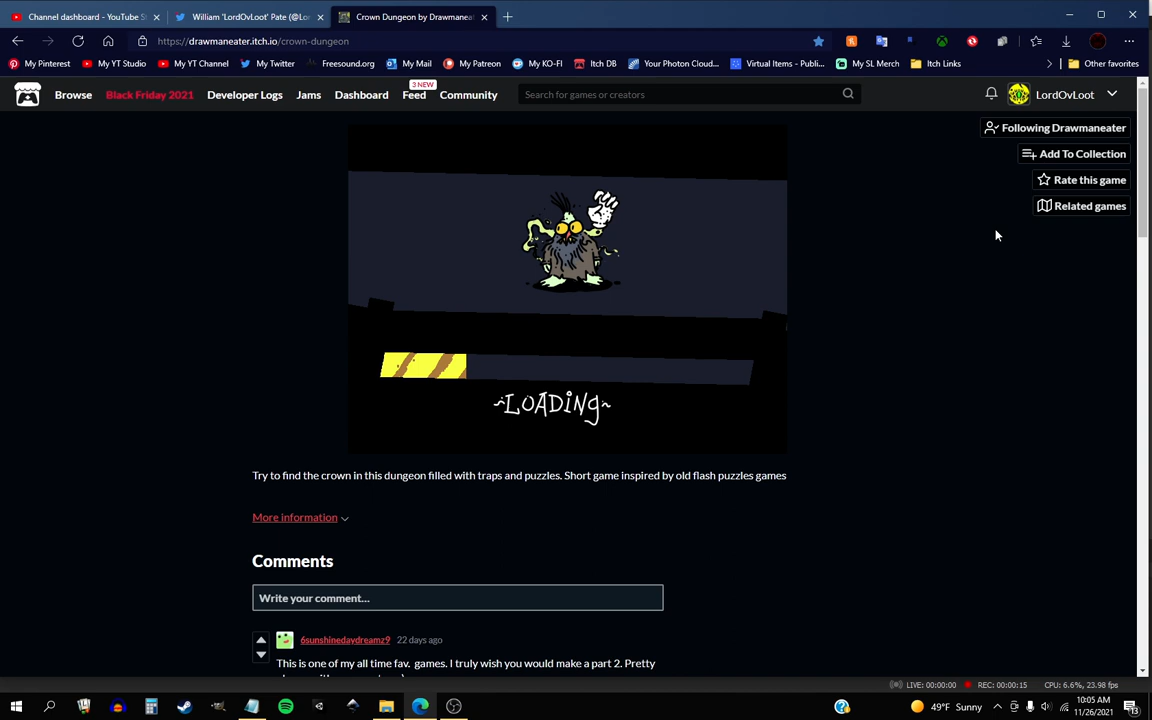 Channel dashboard - YouTube S
William 'LordOvLoot' Pate (@Lo
Crown Dungeon by Drawmanea
https://drawmaneater.itch.io/crown-dungeon
My Pinterest
My YT Studio
My YT Channel
My Twitter
Freesound.org
My Mail
My Patreon
My KO-FI
Itch DB
Your Photon Cloud...
Virtual Items - Publi...
My SL Merch
Itch Links
Other favorites
Browse
Black Friday 2021
Developer Logs
Jams
Dashboard
3 NEW
Feed
Community
Search for games or creators
LordOvLoot
Following Drawmaneater
Add To Collection
Rate this game
Related games
~LOADiNg~
Try to find the crown in this dungeon filled with traps and puzzles. Short game inspired by old flash puzzles games
More information
Comments
Write your comment...
6sunshinedaydreamz9 22 days ago
This is one of my all time fav. games. I truly wish you would make a part 2. Pretty
LIVE: 00:00:00
REC: 00:00:15
CPU: 6.6%, 23.98 fps
49°F Sunny
10:05 AM
11/26/2021
13